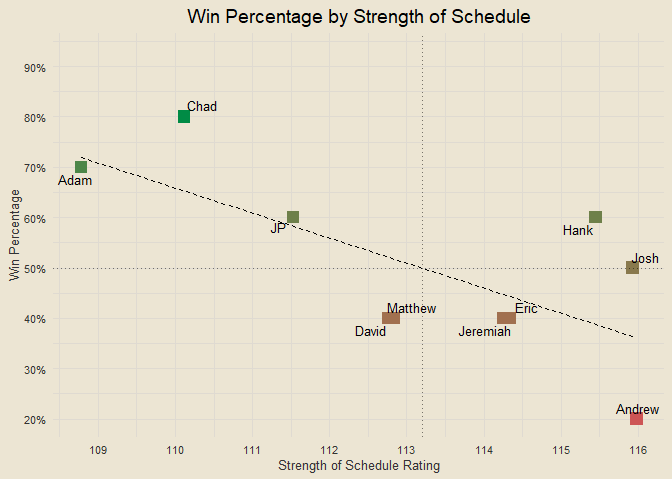 Win Percentage by Strength of Schedule
90%
80%
70%
60%
50%
40%
30%
20%
Win Percentage
Chad
Adam
JP
Hank
Josh
Matthew
Eric
David
Jeremiah
Andrew
109 110 111 112 113 114 115 116
Strength of Schedule Rating